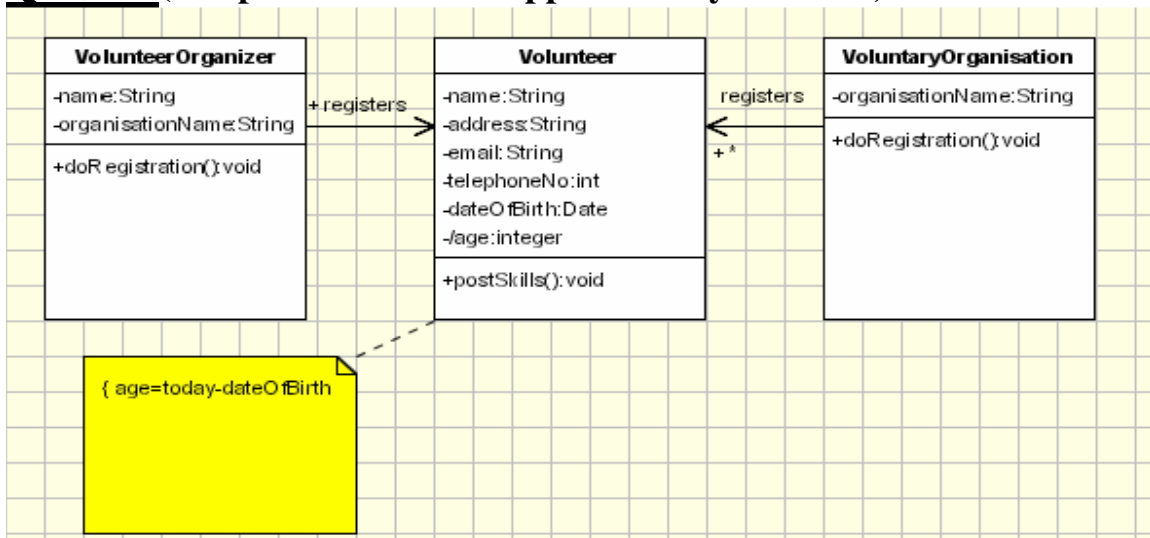 VolunteerOrganizer
-name:String
-organisationName:String
+doRegistration():void
+ registers
Volunteer
-name:String
-address:String
-email: String
-telephoneNo:int
-dateOfBirth:Date
-/age:integer
+postSkills():void
registers
+ *
VoluntaryOrganisation
-organisationName:String
+doRegistration():void
{ age=today-dateOfBirth